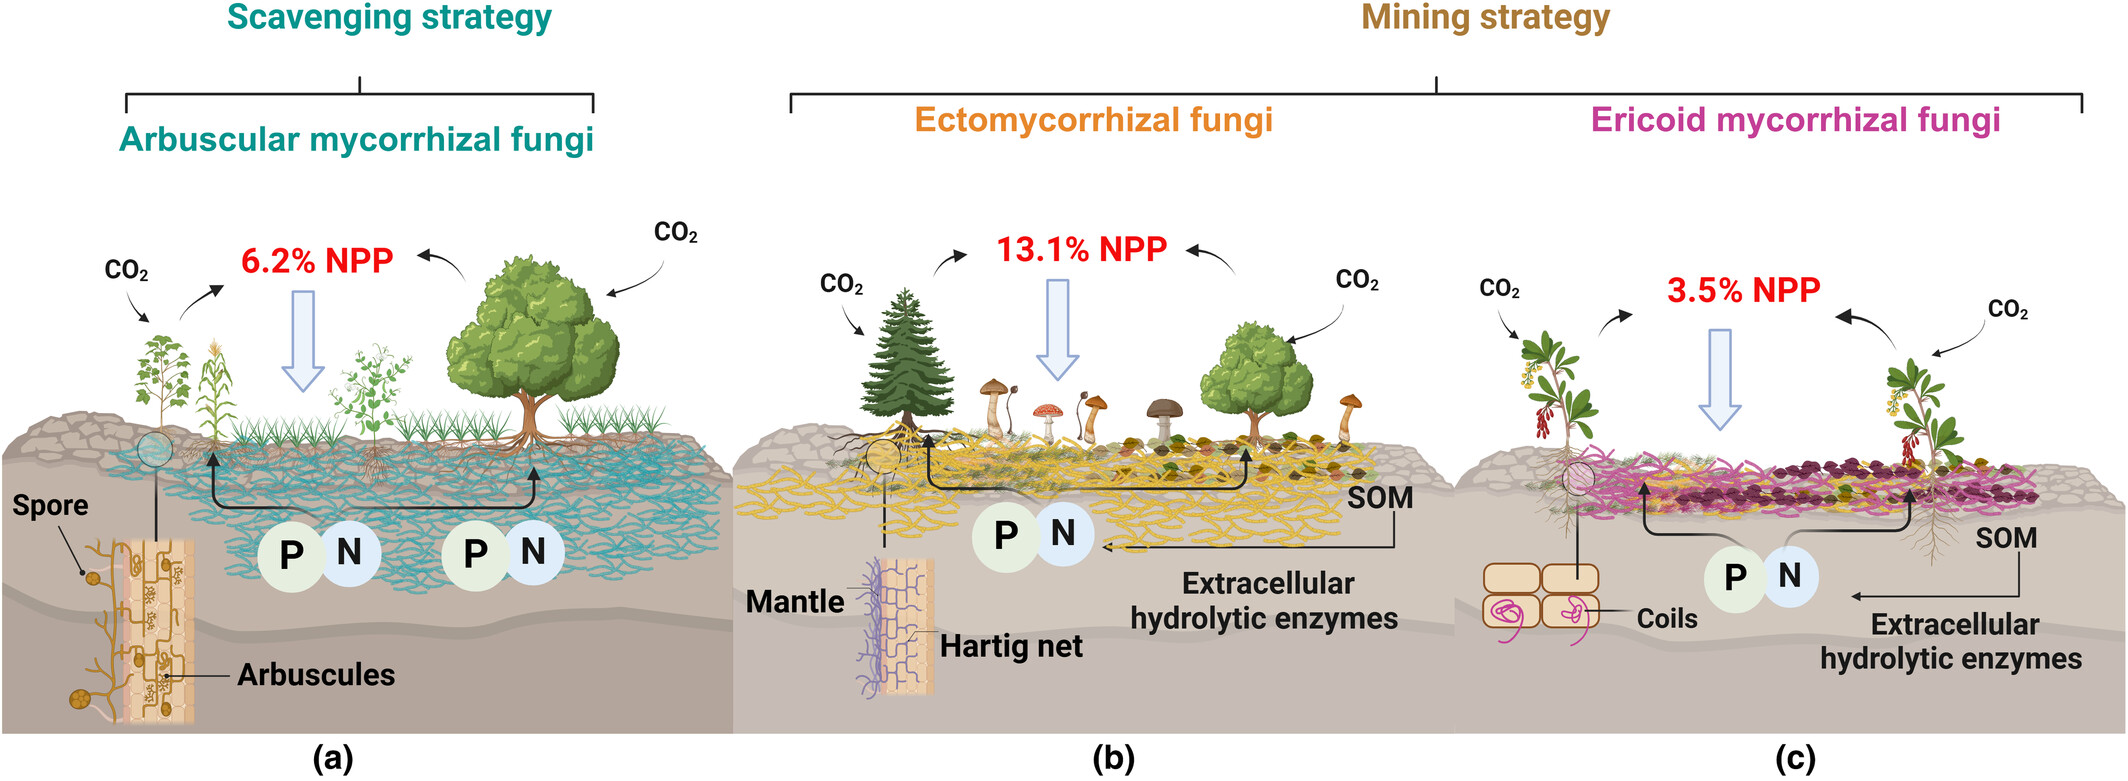 Scavenging strategy
Mining strategy
Arbuscular mycorrhizal fungi
Ectomycorrhizal fungi
Ericoid mycorrhizal fungi
CO₂
6.2% NPP
CO₂
Spore
P N
P N
Arbuscules
(a)
CO₂
13.1% NPP
CO₂
SOM
P N
Extracellular
hydrolytic enzymes
Mantle
Hartig net
(b)
CO₂
3.5% NPP
CO₂
SOM
P N
Extracellular
hydrolytic enzymes
Coils
(c)